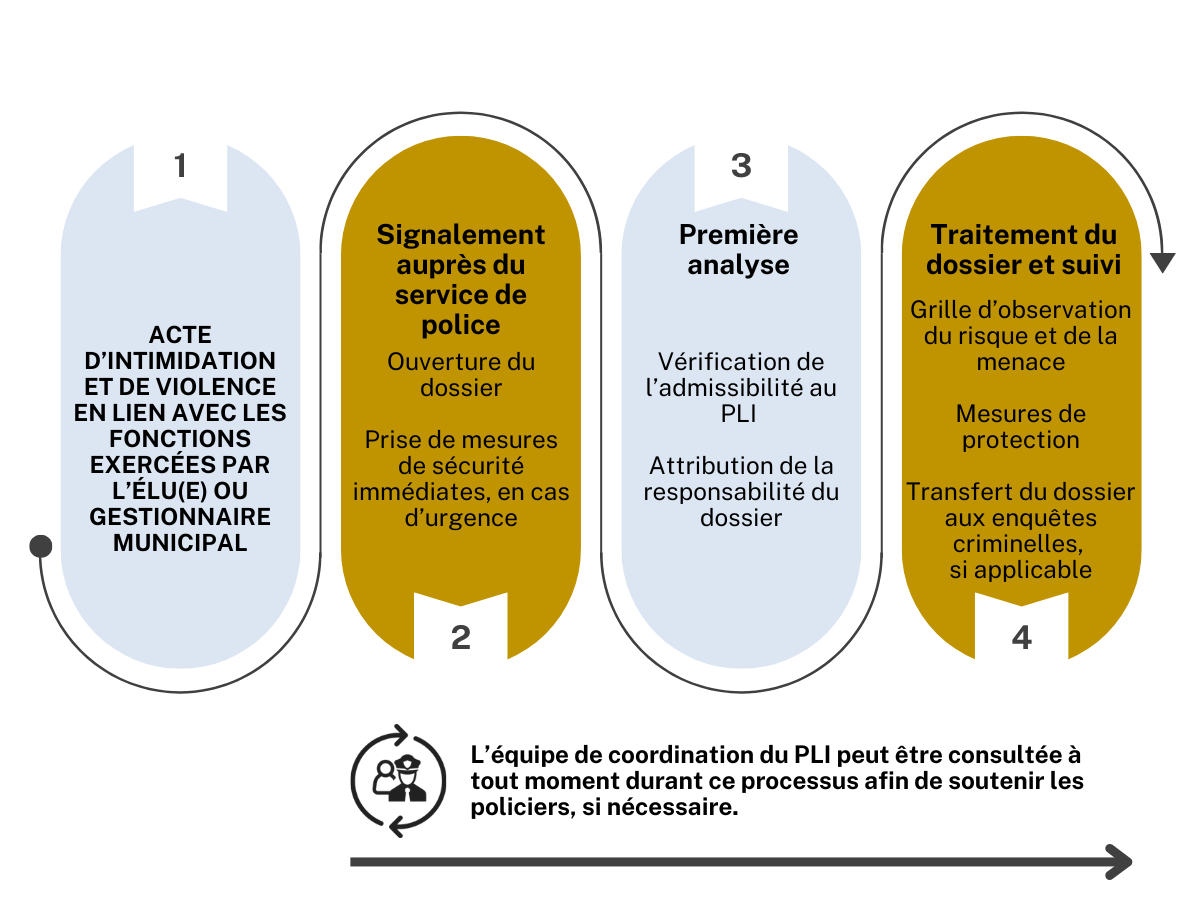 1
ACTE
D’INTIMIDATION
ET DE VIOLENCE
EN LIEN AVEC LES
FONCTIONS
EXERCÉES PAR
L’ÉLU(E) OU
GESTIONNAIRE
MUNICIPAL
Signalement
auprès du
service de
police
Ouverture du
dossier
Prise de mesures
de sécurité
immédiates, en cas
d’urgence
2
3
Première
analyse
Vérification de
l’admissibilité au
PLI
Attribution de la
responsabilité du
dossier
Traitement du
dossier et suivi
Grille d’observation
du risque et de la
menace
Mesures de
protection
Transfert du dossier
aux enquêtes
criminelles,
si applicable
4
L’équipe de coordination du PLI peut être consultée à
tout moment durant ce processus afin de soutenir les
policiers, si nécessaire.